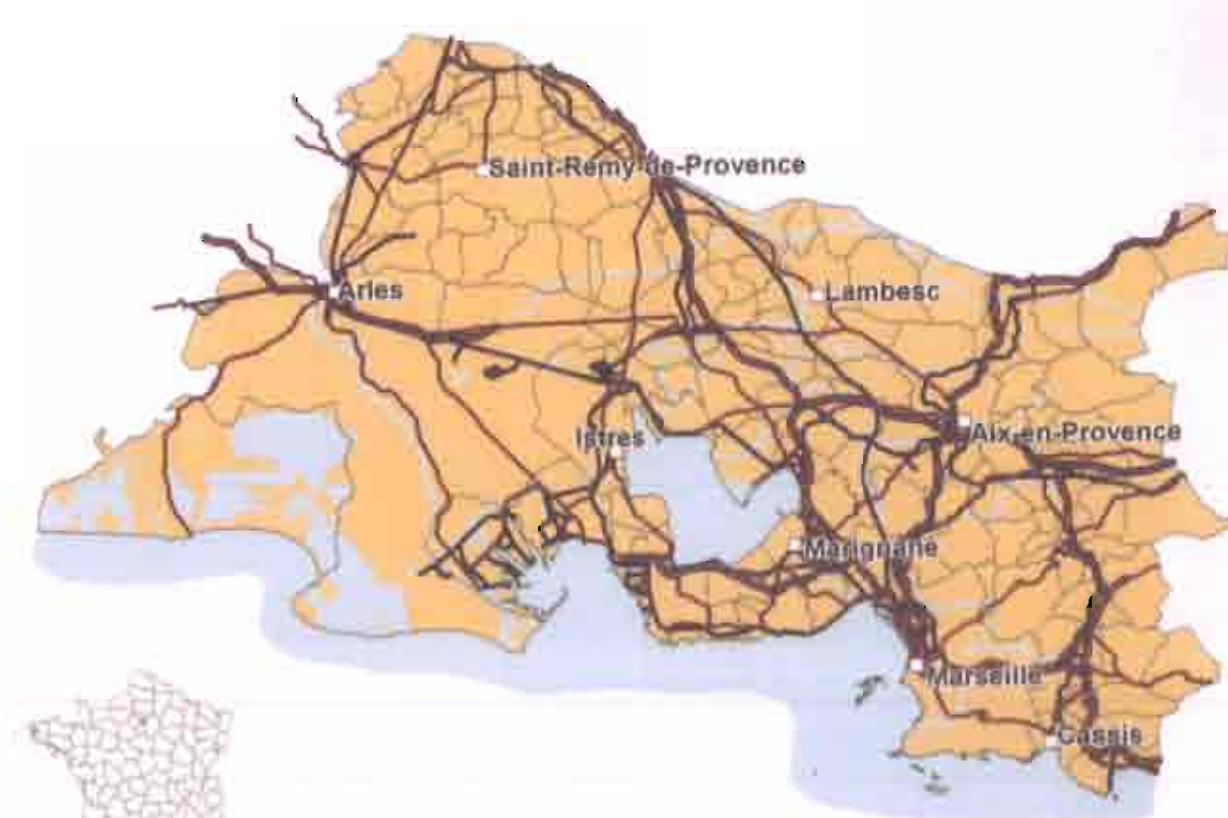 Saint-Rémy-de-Provence
Arles
Lambesc
Istres
Aix-en-Provence
Marignane
Marseille
Cassis